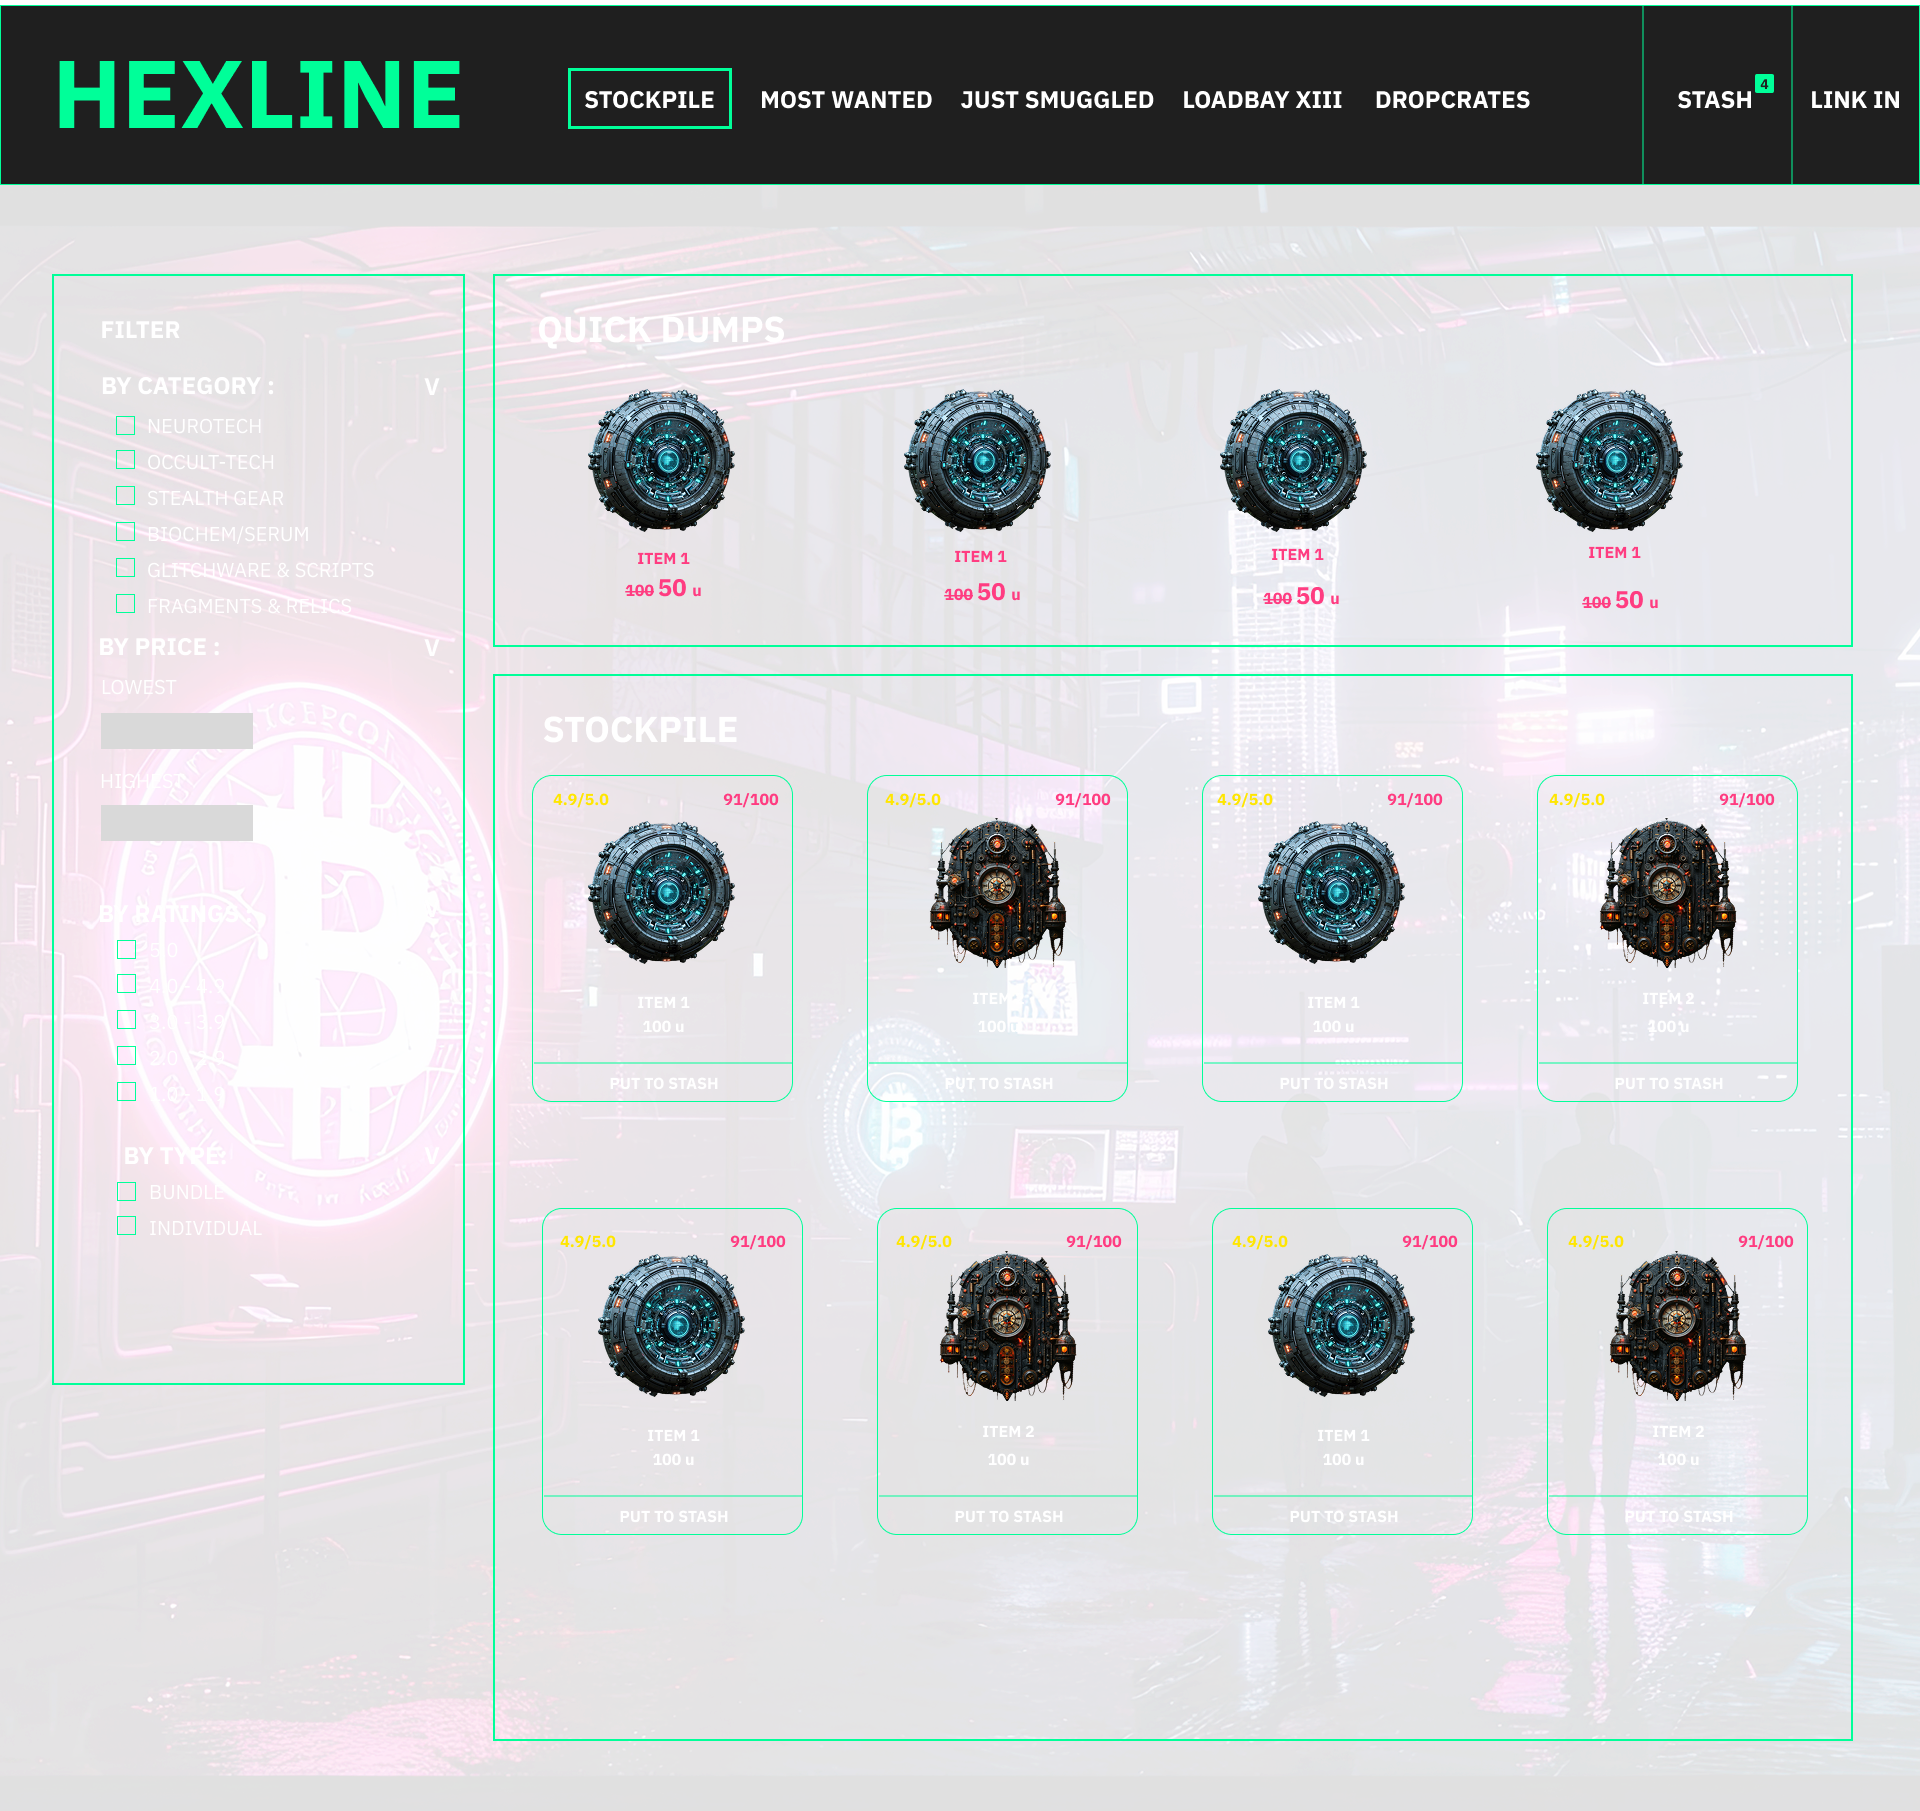 HEXLINE
STOCKPILE MOST WANTED JUST SMUGGLED LOADBAY XIII DROPCRATES STASH 4 LINK IN
FILTER
BY CATEGORY : V
NEUROTECH
OCCULT-TECH
STEALTH GEAR
BIOCHEM/SERUM
GLITCHWARE & SCRIPTS
FRAGMENTS & RELICS
BY PRICE : V
LOWEST
HIGHEST
BY RATINGS
5.0
BY TYPE: V
BUNDLE
INDIVIDUAL
QUICK DUMPS
ITEM 1 ITEM 1 ITEM 1 ITEM 1
100 50 u 100 50 u 100 50 u 100 50 u
STOCKPILE
4.9/5.0 91/100 4.9/5.0 91/100 4.9/5.0 91/100 4.9/5.0 91/100
ITEM 1 ITEM ITEM 1 ITEM 2
100 u 100 100 u 100 u
PUT TO STASH PUT TO STASH PUT TO STASH PUT TO STASH
4.9/5.0 91/100 4.9/5.0 91/100 4.9/5.0 91/100 4.9/5.0 91/100
ITEM 1 ITEM 2 ITEM 1 ITEM 2
100 u 100 u 100 u 100 u
PUT TO STASH PUT TO STASH PUT TO STASH PUT TO STASH